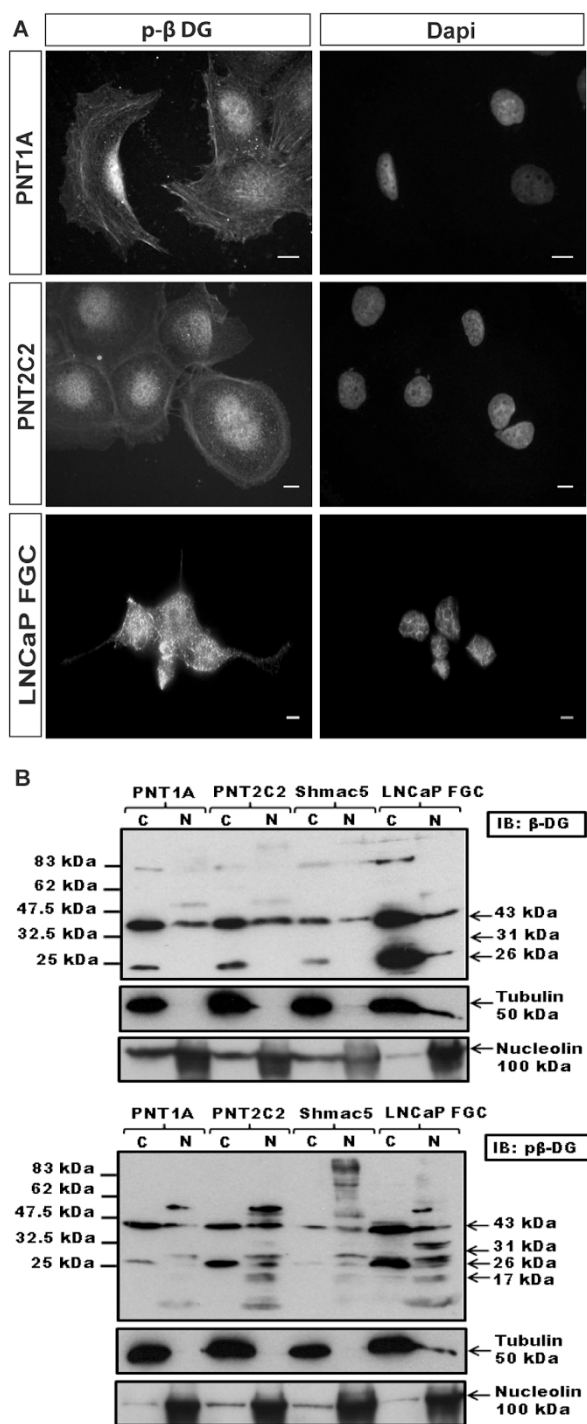 A
p-β DG Dapi
PNT1A
PNT2C2
LNCaP FGC
B
PNT1A PNT2C2 Shmac5 LNCaP FGC
C N C N C N C N
IB: β-DG
83 kDa
62 kDa
47.5 kDa
43 kDa
32.5 kDa
31 kDa
25 kDa
26 kDa
Tubulin
50 kDa
Nucleolin
100 kDa
PNT1A PNT2C2 Shmac5 LNCaP FGC
C N C N C N C N
IB: pβ-DG
83 kDa
62 kDa
47.5 kDa
43 kDa
32.5 kDa
31 kDa
25 kDa
26 kDa
17 kDa
Tubulin
50 kDa
Nucleolin
100 kDa